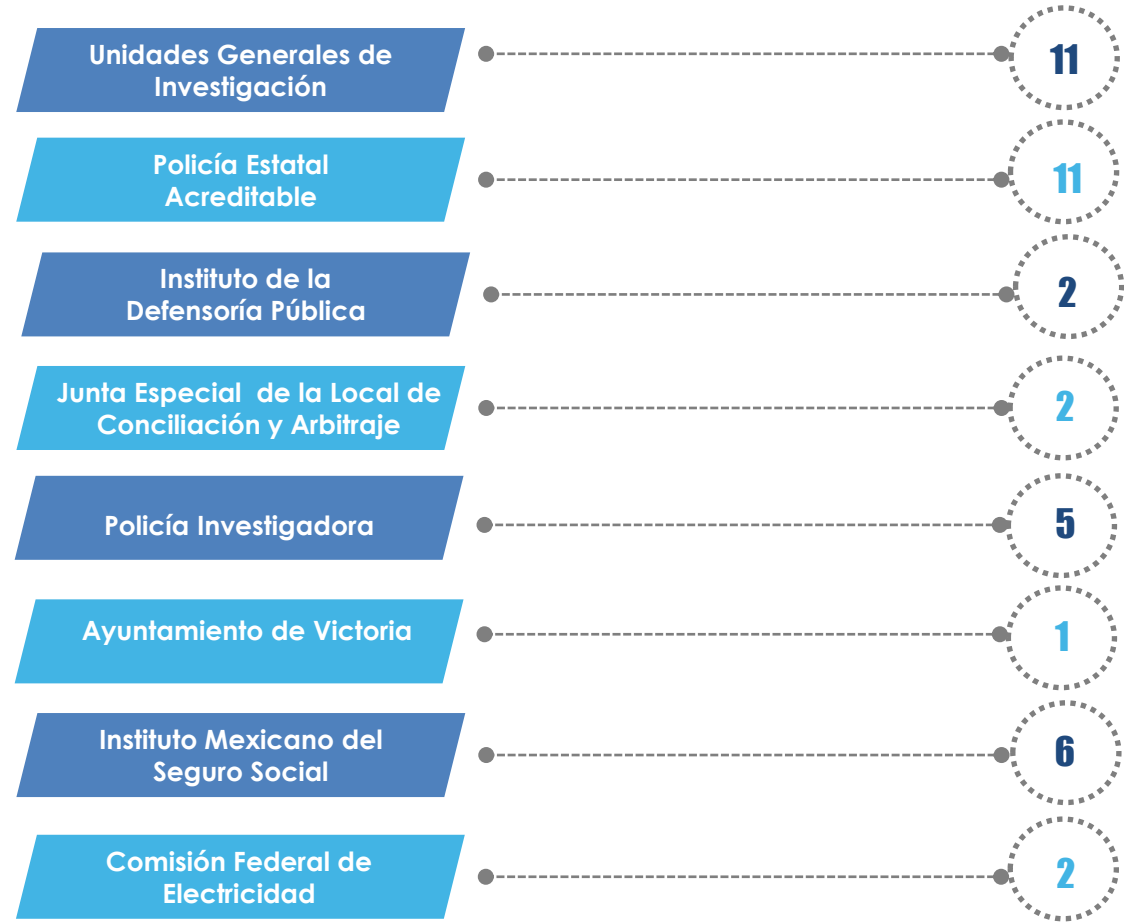 Unidades Generales de
Investigación
11
Policía Estatal
Acreditable
11
Instituto de la
Defensoría Pública
2
Junta Especial  de la Local de
Conciliación y Arbitraje
2
Policía Investigadora
5
Ayuntamiento de Victoria
1
Instituto Mexicano del
Seguro Social
6
Comisión Federal de
Electricidad
2